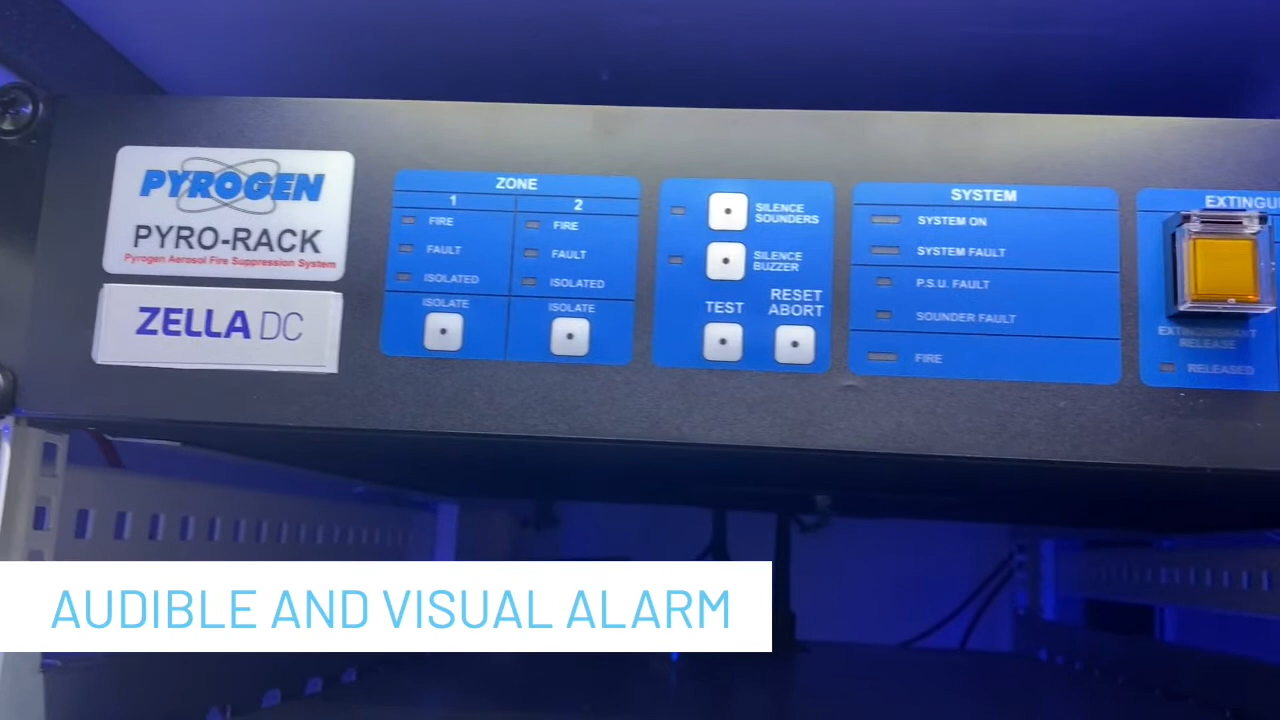 PYROGEN
PYRO-RACK
Pyrogen Aerosol Fire Suppression System
ZELLA DC
ZONE
1
2
FIRE
FAULT
ISOLATED
ISOLATE
FIRE
FAULT
ISOLATED
ISOLATE
SILENCE
SOUNDERS
SILENCE
BUZZER
TEST
RESET
ABORT
SYSTEM
SYSTEM ON
SYSTEM FAULT
P.S.U. FAULT
SOUNDER FAULT
FIRE
EXTINGU
RELEASE
RELEASED
AUDIBLE AND VISUAL ALARM